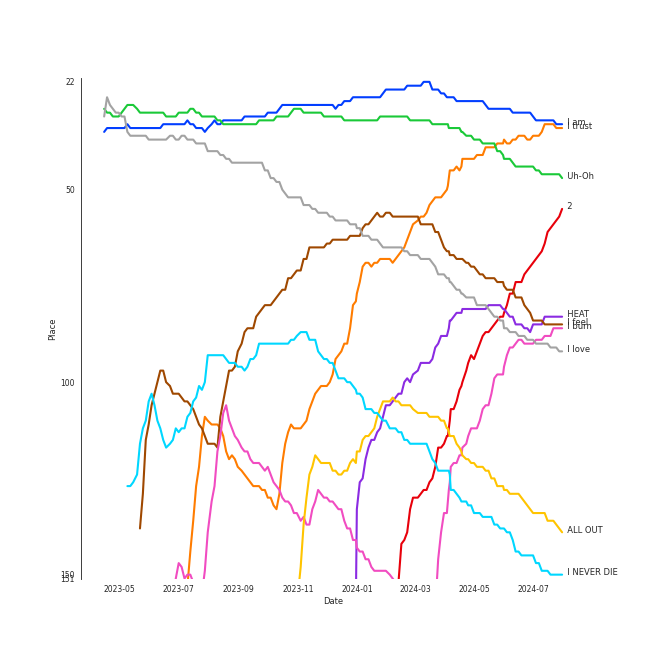 22
50
100
150
151
Place
2023-05
2023-07
2023-09
2023-11
2024-01
2024-03
2024-05
2024-07
Date
I am
I trust
Uh-Oh
2
HEAT
I feel
I burn
I love
ALL OUT
I NEVER DIE